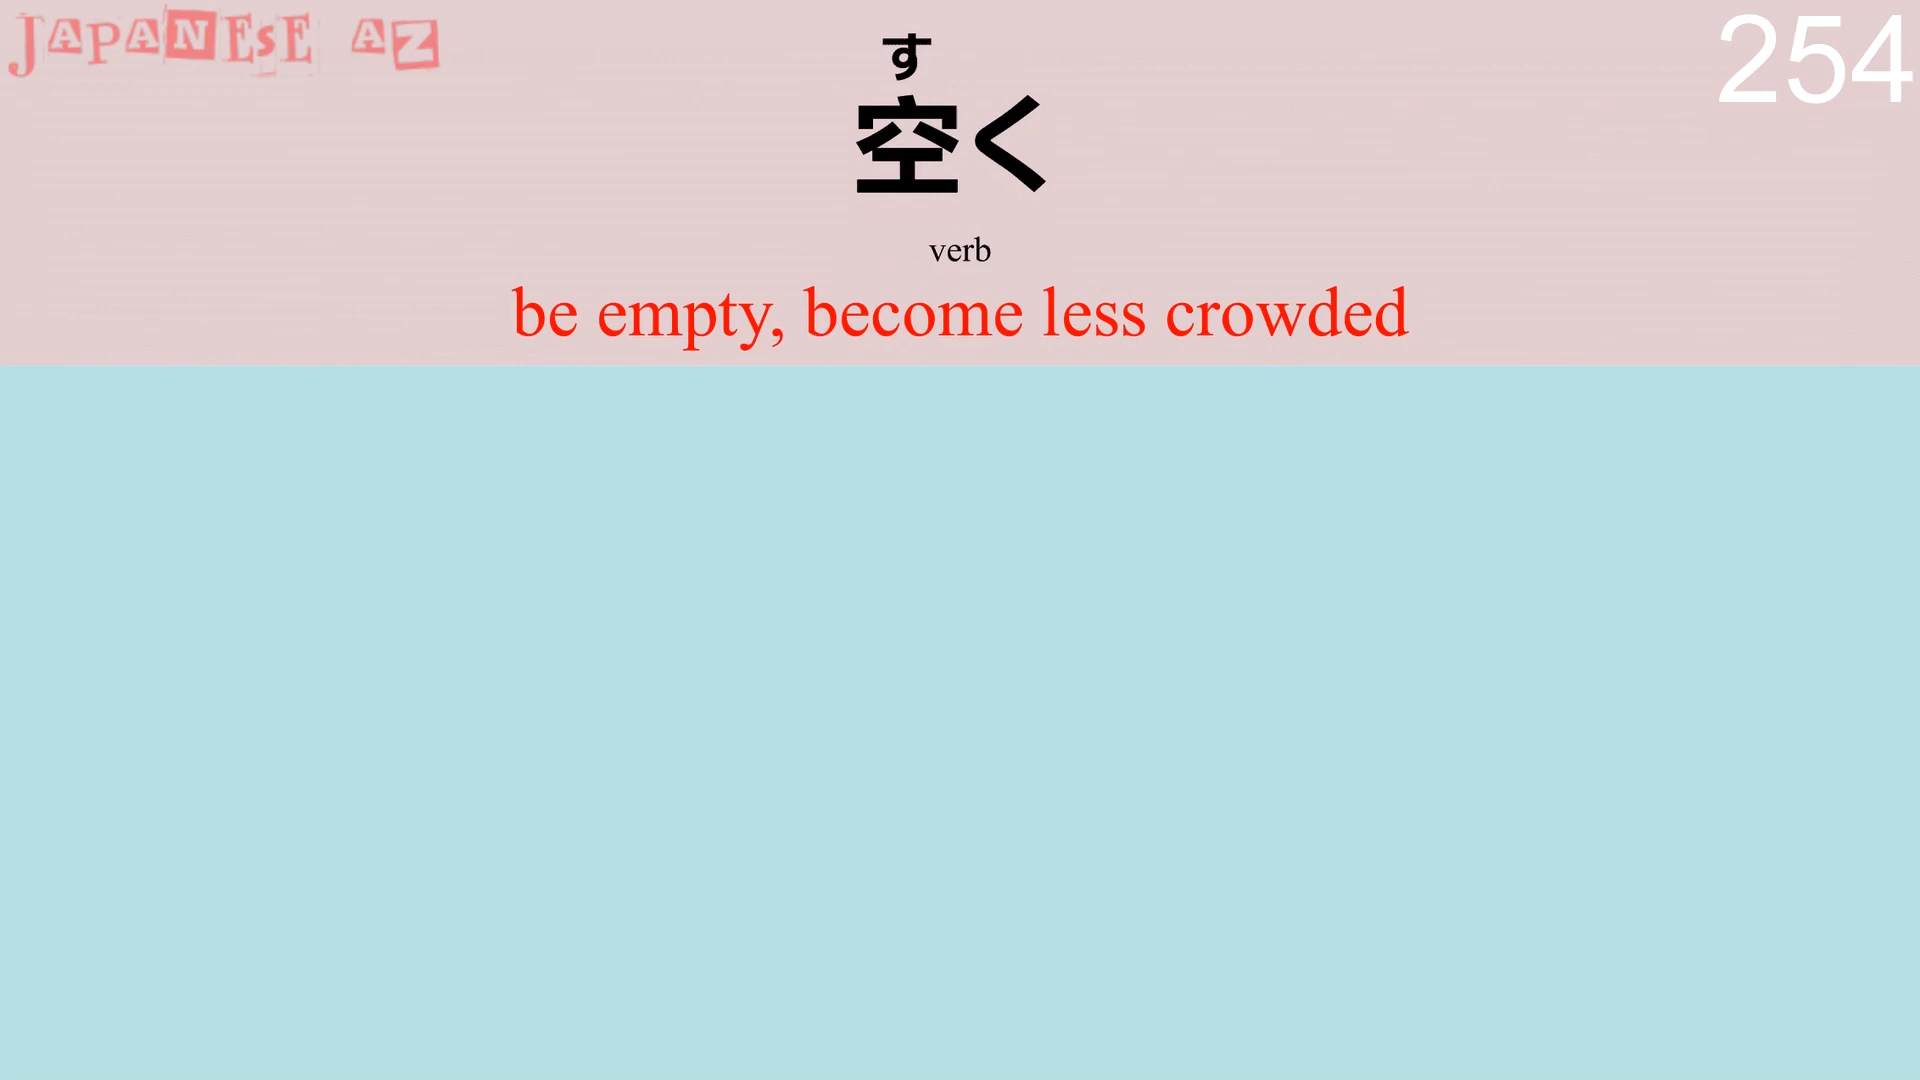 JAPANESE AZ
254
す
空く
verb
be empty, become less crowded